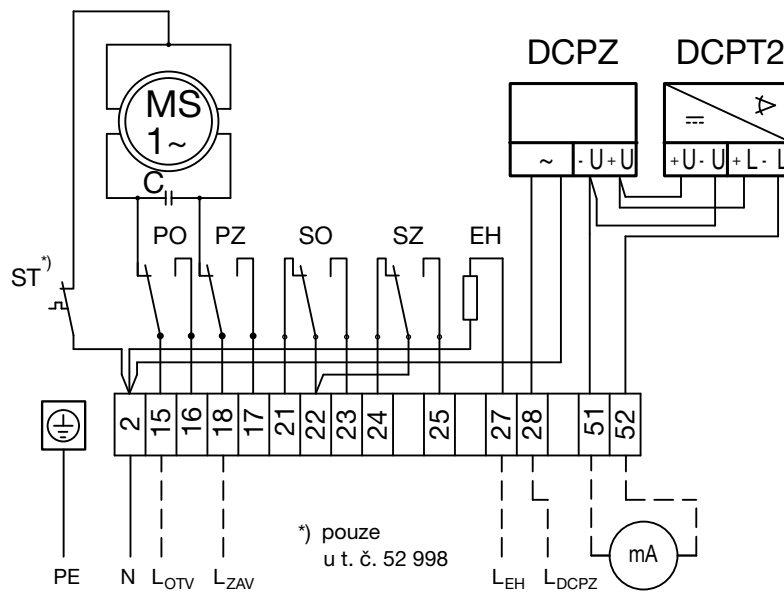 DCPZ DCPT2
MS
1~
C
~ - U + U + U - U + L - L
PO PZ SO SZ EH
ST*)
2 15 16 18 17 21 22 23 24 25 27 28 51 52
*) pouze
u t. č. 52 998
mA
PE N LOTV LZAV LEH LDCPZ